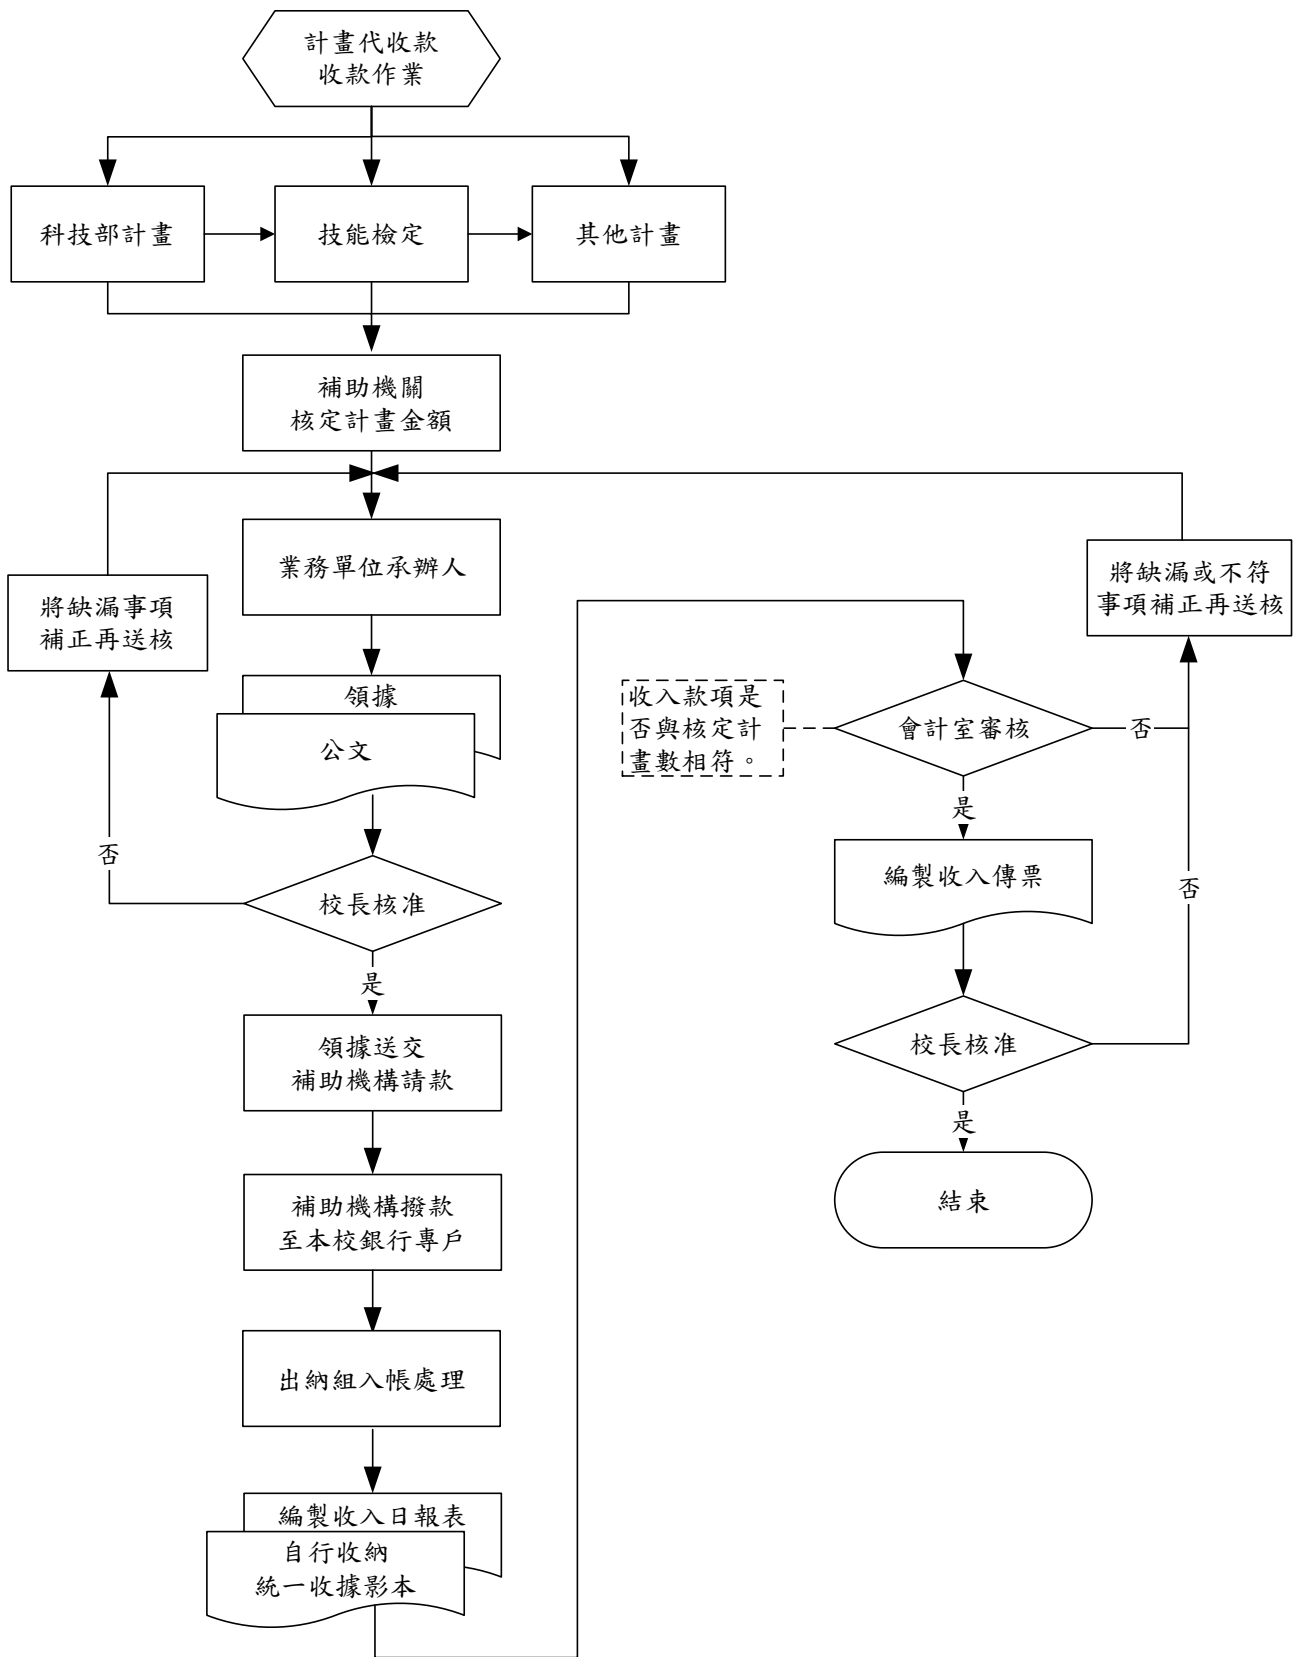 計畫代收款
收款作業
科技部計畫
技能檢定
其他計畫
補助機關
核定計畫金額
業務單位承辦人
將缺漏事項
補正再送核
領據
公文
否
校長核准
是
領據送交
補助機構請款
補助機構撥款
至本校銀行專戶
出納組入帳處理
編製收入日報表
自行收納
統一收據影本
將缺漏或不符
事項補正再送核
收入款項是
否與核定計
畫數相符。
會計室審核
否
是
編製收入傳票
否
校長核准
是
結束